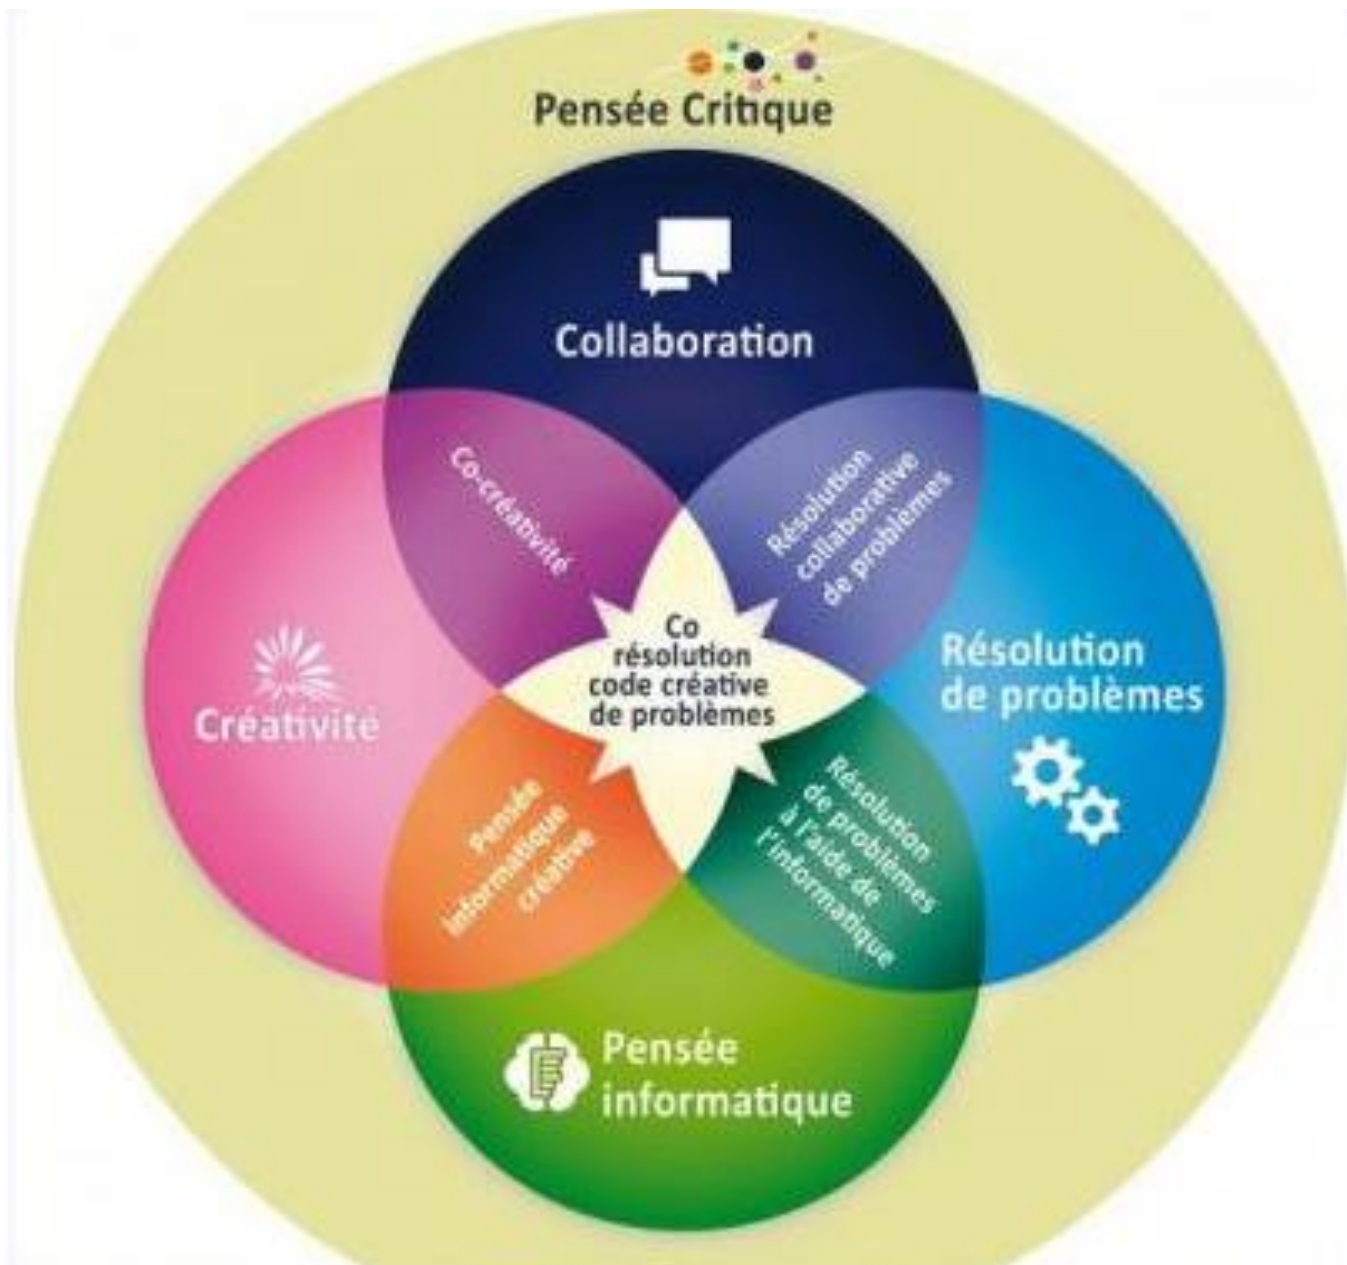 Pensée Critique
Collaboration
Co-créativité
Résolution
collaborative
de problèmes
Créativité
Co
résolution
code créative
de problèmes
Résolution
de problèmes
Pensée
informatique
créative
Résolution
de problèmes
à l'aide de
l'informatique
Pensée
informatique